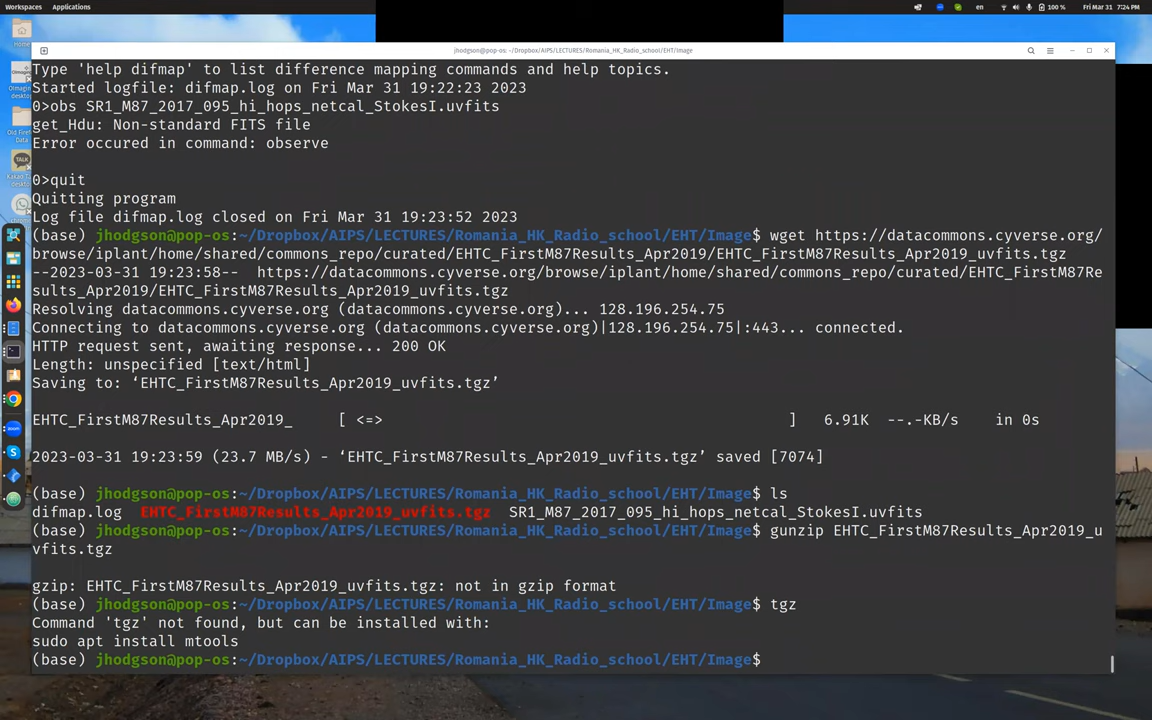 Workspaces Applications
en
100 %
Fri Mar 31 7:24 PM
jhodgson@pop-os: ~/Dropbox/AIPS/LECTURES/Romania_HK_Radio_school/EHT/Image
Home
Type 'help difmap' to list difference mapping commands and help topics.
Started logfile: difmap.log on Fri Mar 31 19:22:23 2023
0>obs SR1_M87_2017_095_hi_hops_netcal_StokesI.uvfits
get_Hdu: Non-standard FITS file
Error occured in command: observe
0>quit
Quitting program
Log file difmap.log closed on Fri Mar 31 19:23:52 2023
(base) jhodgson@pop-os:~/Dropbox/AIPS/LECTURES/Romania_HK_Radio_school/EHT/Image$ wget https://datacommons.cyverse.org/
browse/iplant/home/shared/commons_repo/curated/EHTC_FirstM87Results_Apr2019/EHTC_FirstM87Results_Apr2019_uvfits.tgz
--2023-03-31 19:23:58--  https://datacommons.cyverse.org/browse/iplant/home/shared/commons_repo/curated/EHTC_FirstM87Re
sults_Apr2019/EHTC_FirstM87Results_Apr2019_uvfits.tgz
Resolving datacommons.cyverse.org (datacommons.cyverse.org)... 128.196.254.75
Connecting to datacommons.cyverse.org (datacommons.cyverse.org)|128.196.254.75|:443... connected.
HTTP request sent, awaiting response... 200 OK
Length: unspecified [text/html]
Saving to: ‘EHTC_FirstM87Results_Apr2019_uvfits.tgz’
EHTC_FirstM87Results_Apr2019_     [ <=>                                             ]   6.91K  --.-KB/s    in 0s
2023-03-31 19:23:59 (23.7 MB/s) - ‘EHTC_FirstM87Results_Apr2019_uvfits.tgz’ saved [7074]
(base) jhodgson@pop-os:~/Dropbox/AIPS/LECTURES/Romania_HK_Radio_school/EHT/Image$ ls
difmap.log  EHTC_FirstM87Results_Apr2019_uvfits.tgz  SR1_M87_2017_095_hi_hops_netcal_StokesI.uvfits
(base) jhodgson@pop-os:~/Dropbox/AIPS/LECTURES/Romania_HK_Radio_school/EHT/Image$ gunzip EHTC_FirstM87Results_Apr2019_u
vfits.tgz
gzip: EHTC_FirstM87Results_Apr2019_uvfits.tgz: not in gzip format
(base) jhodgson@pop-os:~/Dropbox/AIPS/LECTURES/Romania_HK_Radio_school/EHT/Image$ tgz
Command 'tgz' not found, but can be installed with:
sudo apt install mtools
(base) jhodgson@pop-os:~/Dropbox/AIPS/LECTURES/Romania_HK_Radio_school/EHT/Image$